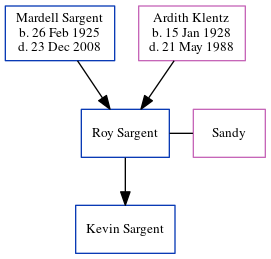 Mardell Sargent
b. 26 Feb 1925
d. 23 Dec 2008
Ardith Klentz
b. 15 Jan 1928
d. 21 May 1988
Roy Sargent
Sandy
Kevin Sargent